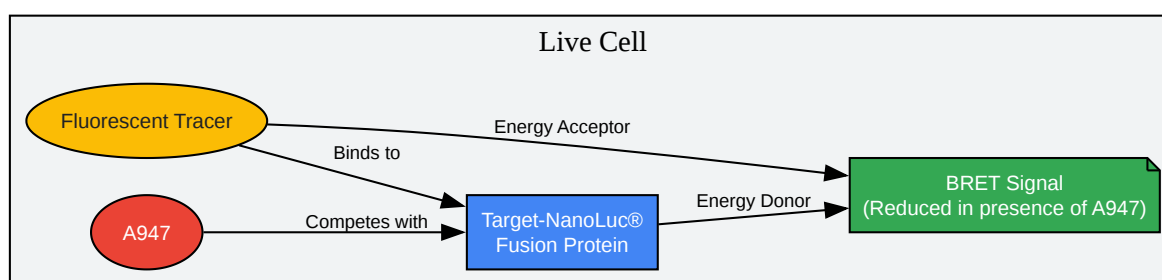 Live Cell
Fluorescent Tracer
Energy Acceptor
Binds to
BRET Signal
(Reduced in presence of A947)
A947
Competes with
Target-NanoLuc®
Fusion Protein
Energy Donor